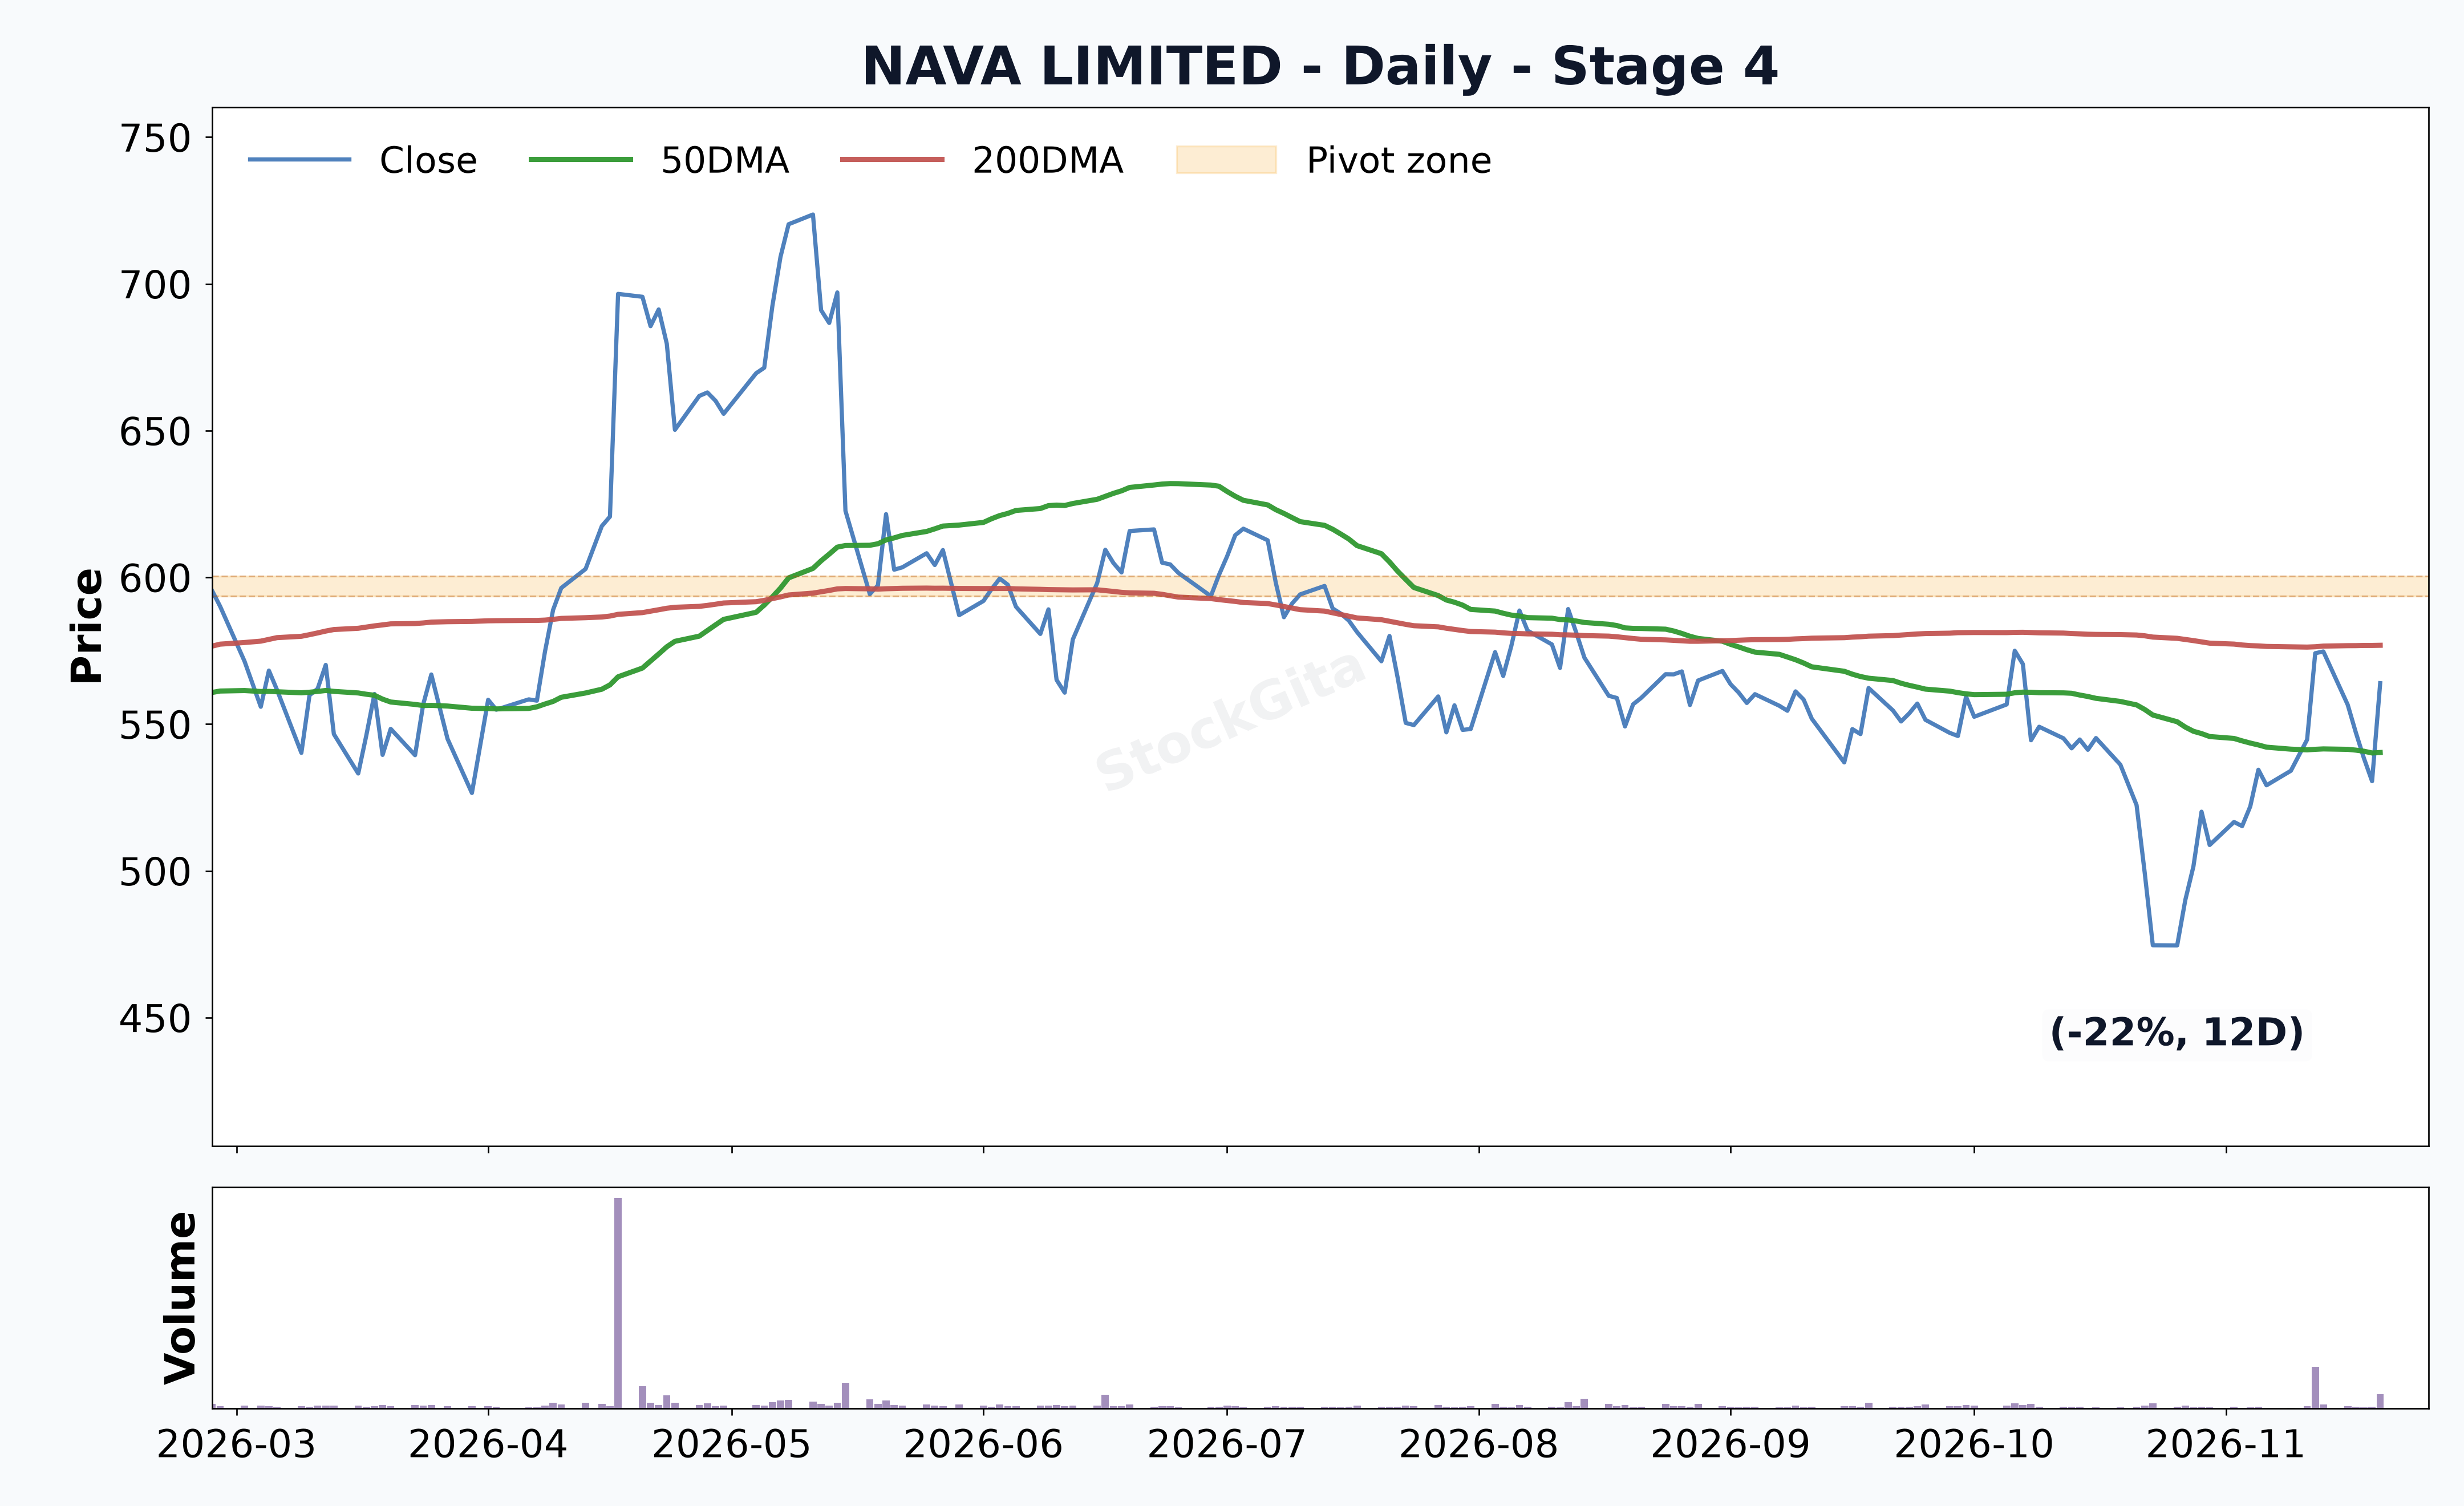 NAVA LIMITED - Daily - Stage 4
Close 50DMA 200DMA Pivot zone
Price
750
700
650
600
550
500
450
StockGita
(-22%, 12D)
Volume
2026-03 2026-04 2026-05 2026-06 2026-07 2026-08 2026-09 2026-10 2026-11